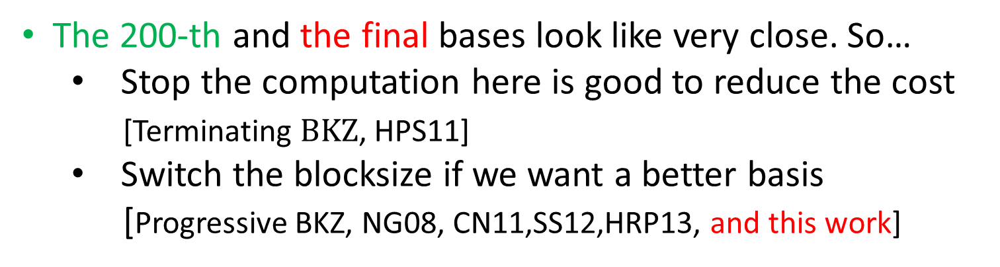 • The 200-th and the final bases look like very close. So…
• Stop the computation here is good to reduce the cost
[Terminating BKZ, HPS11]
• Switch the blocksize if we want a better basis
[Progressive BKZ, NG08, CN11,SS12,HRP13, and this work]